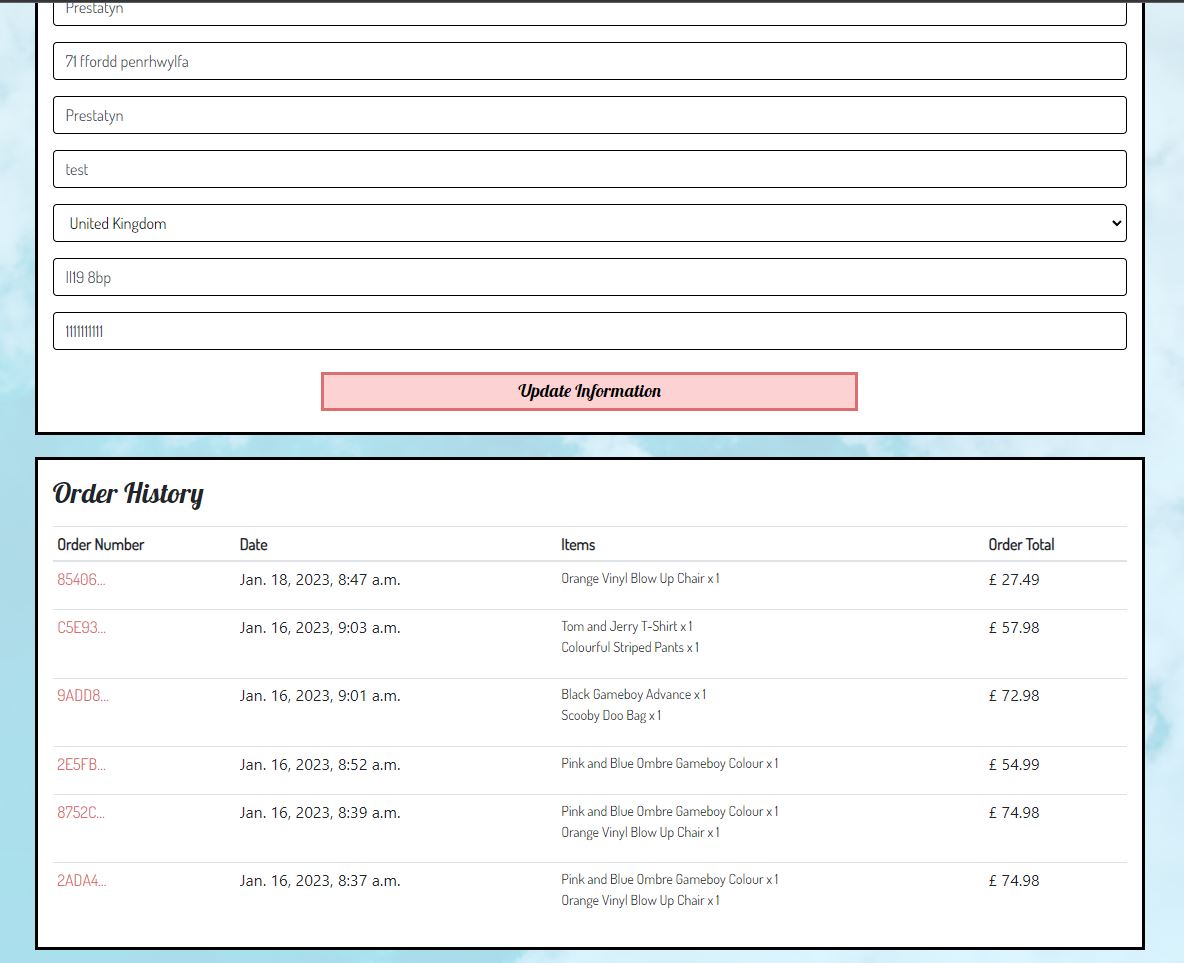 Prestatyn
71 ffordd penrhwylfa
Prestatyn
test
United Kingdom
ll19 8bp
1111111111
Update Information
Order History
Order Number Date Items Order Total
85406... Jan. 18, 2023, 8:47 a.m. Orange Vinyl Blow Up Chair x 1 £ 27.49
C5E93... Jan. 16, 2023, 9:03 a.m. Tom and Jerry T-Shirt x 1 £ 57.98
Colourful Striped Pants x 1
9ADD8... Jan. 16, 2023, 9:01 a.m. Black Gameboy Advance x 1 £ 72.98
Scooby Doo Bag x 1
2E5FB... Jan. 16, 2023, 8:52 a.m. Pink and Blue Ombre Gameboy Colour x 1 £ 54.99
8752C... Jan. 16, 2023, 8:39 a.m. Pink and Blue Ombre Gameboy Colour x 1 £ 74.98
Orange Vinyl Blow Up Chair x 1
2ADA4... Jan. 16, 2023, 8:37 a.m. Pink and Blue Ombre Gameboy Colour x 1 £ 74.98
Orange Vinyl Blow Up Chair x 1